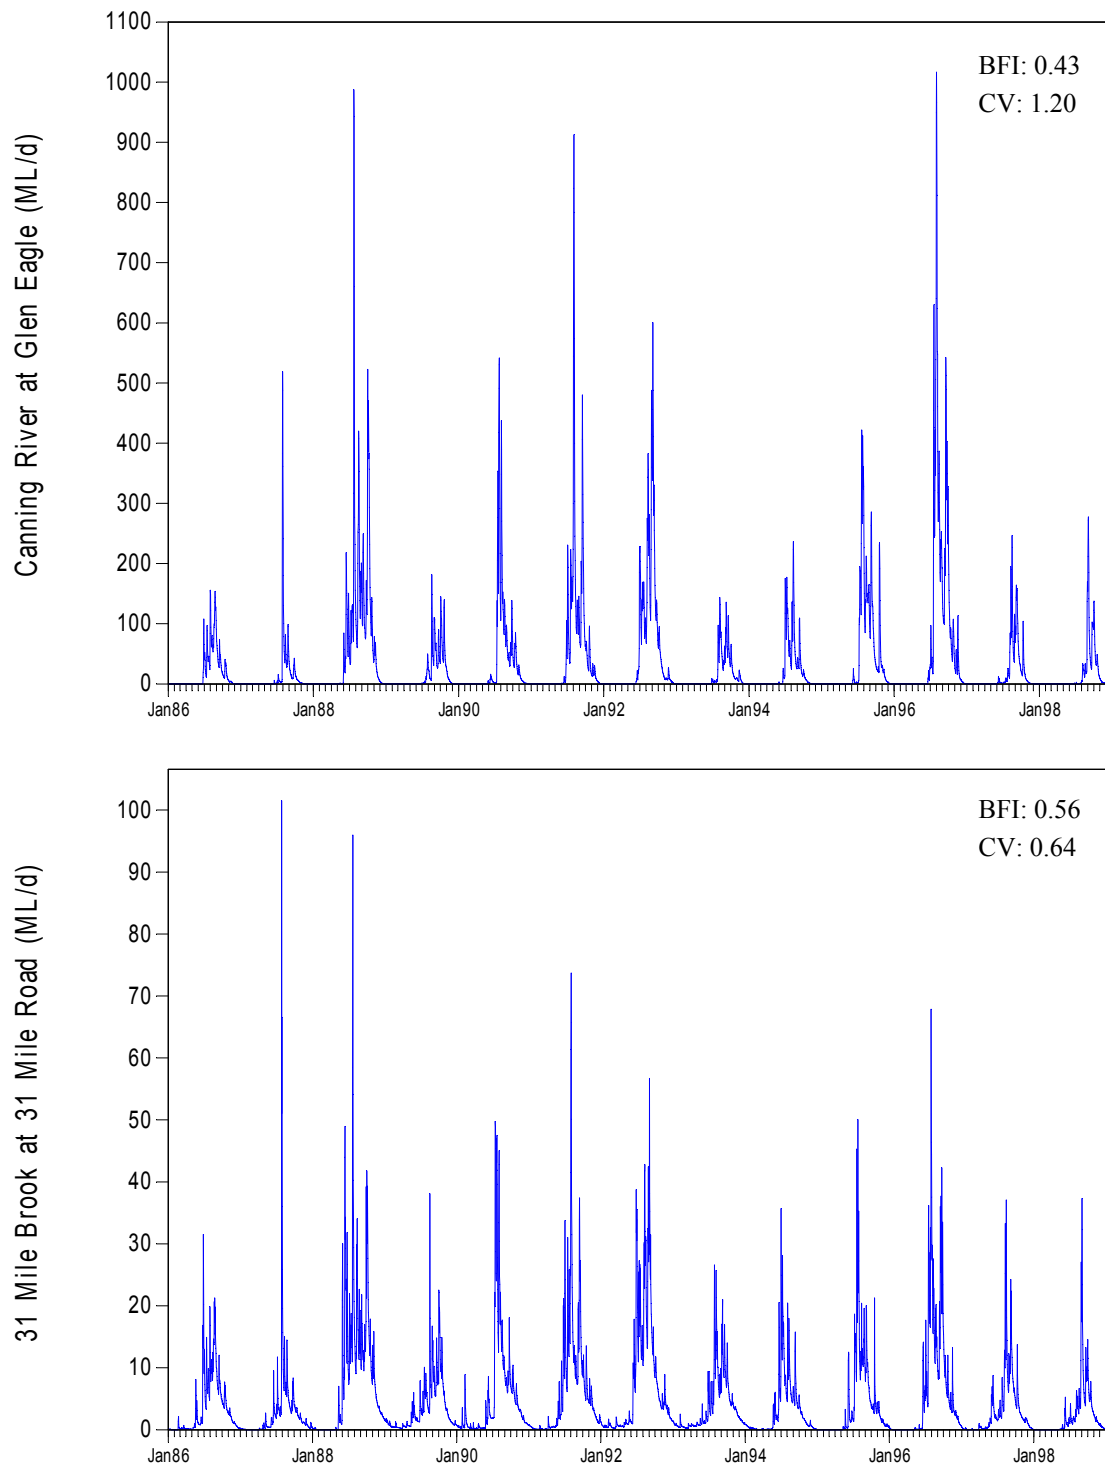 Canning River at Glen Eagle (ML/d)
1100
1000
900
800
700
600
500
400
300
200
100
0
BFI: 0.43
CV: 1.20
Jan86 Jan88 Jan90 Jan92 Jan94 Jan96 Jan98
31 Mile Brook at 31 Mile Road (ML/d)
100
90
80
70
60
50
40
30
20
10
0
BFI: 0.56
CV: 0.64
Jan86 Jan88 Jan90 Jan92 Jan94 Jan96 Jan98